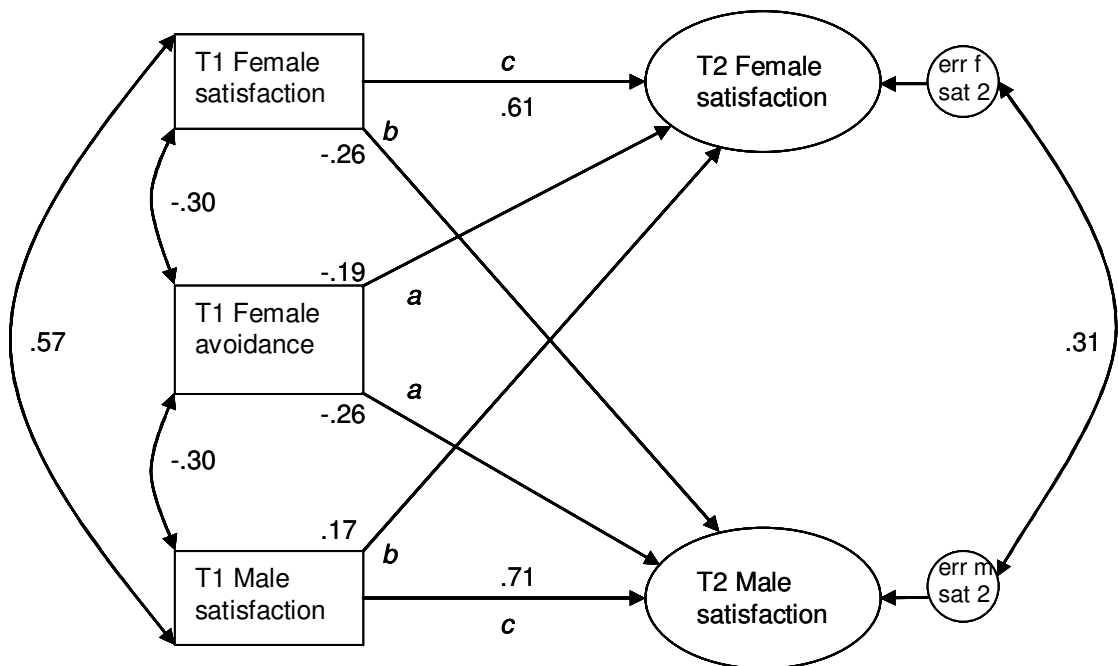 T1 Female
satisfaction
c
.61
T2 Female
satisfaction
err f
sat 2
b
-.26
-.30
-.19
a
T1 Female
avoidance
.57
.31
a
-.26
-.30
.17
b
T1 Male
satisfaction
.71
c
T2 Male
satisfaction
err m
sat 2